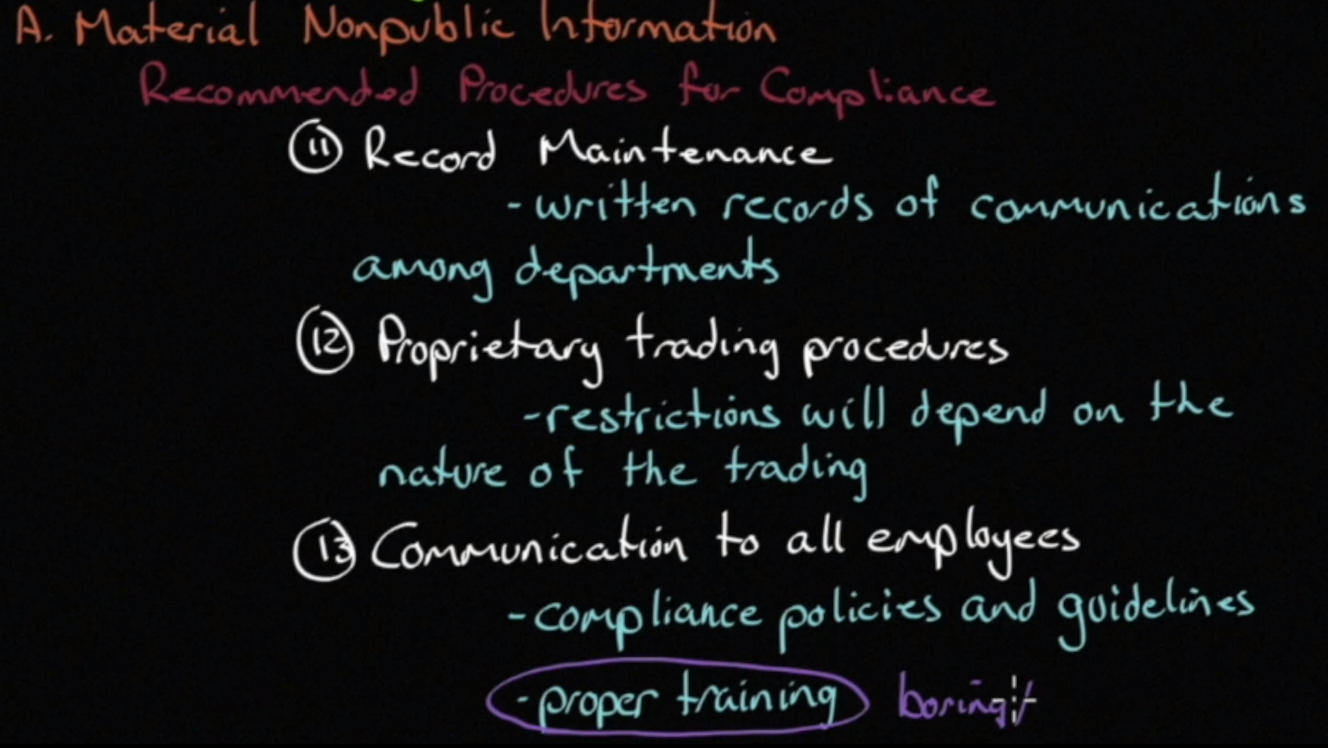 A. Material Nonpublic Information
Recommended Procedures for Compliance
11 Record Maintenance
- written records of communications
among departments
12 Proprietary trading procedures
- restrictions will depend on the
nature of the trading
13 Communication to all employees
- compliance policies and guidelines
- proper training boring!